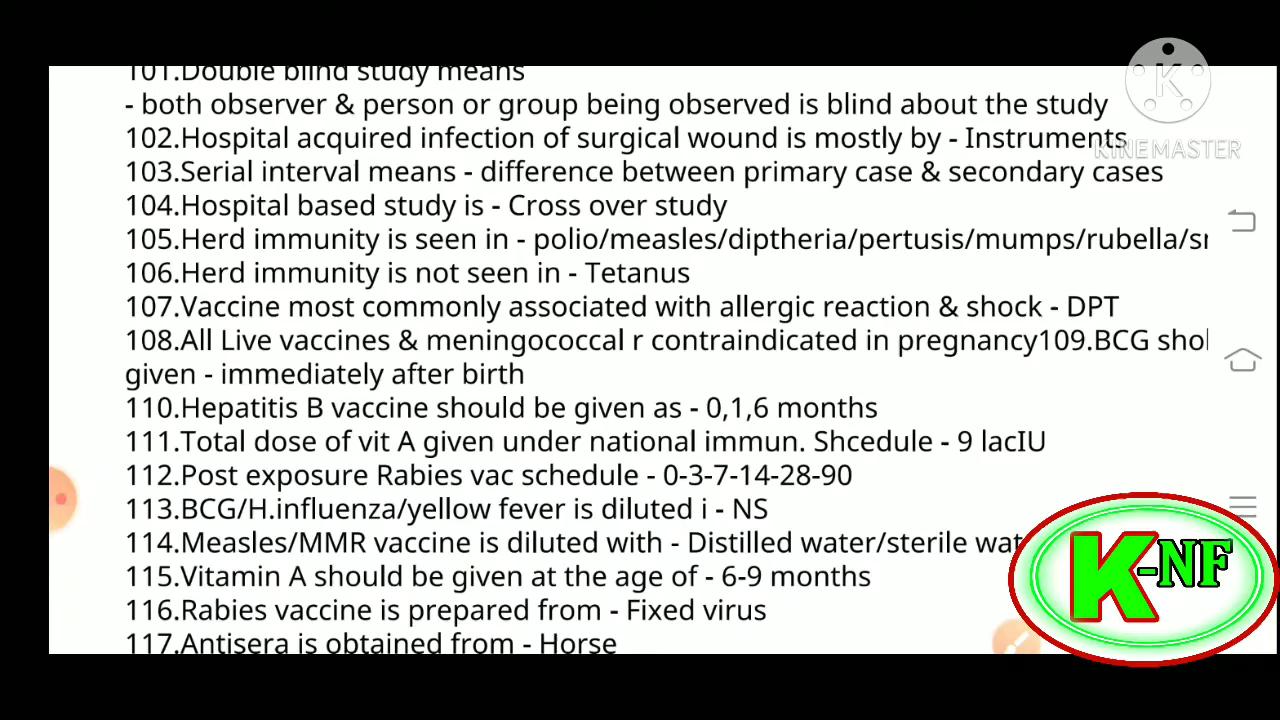 101.Double blind study means
- both observer & person or group being observed is blind about the study
102.Hospital acquired infection of surgical wound is mostly by - Instruments
103.Serial interval means - difference between primary case & secondary cases
104.Hospital based study is - Cross over study
105.Herd immunity is seen in - polio/measles/diptheria/pertusis/mumps/rubella/
106.Herd immunity is not seen in - Tetanus
107.Vaccine most commonly associated with allergic reaction & shock - DPT
108.All Live vaccines & meningococcal r contraindicated in pregnancy109.BCG
given - immediately after birth
110.Hepatitis B vaccine should be given as - 0,1,6 months
111.Total dose of vit A given under national immun. Shcedule - 9 lacIU
112.Post exposure Rabies vac schedule - 0-3-7-14-28-90
113.BCG/H.influenza/yellow fever is diluted i - NS
114.Measles/MMR vaccine is diluted with - Distilled water/sterile
115.Vitamin A should be given at the age of - 6-9 months
116.Rabies vaccine is prepared from - Fixed virus
117.Antisera is obtained from - Horse
K
KINEMASTER
K-NF